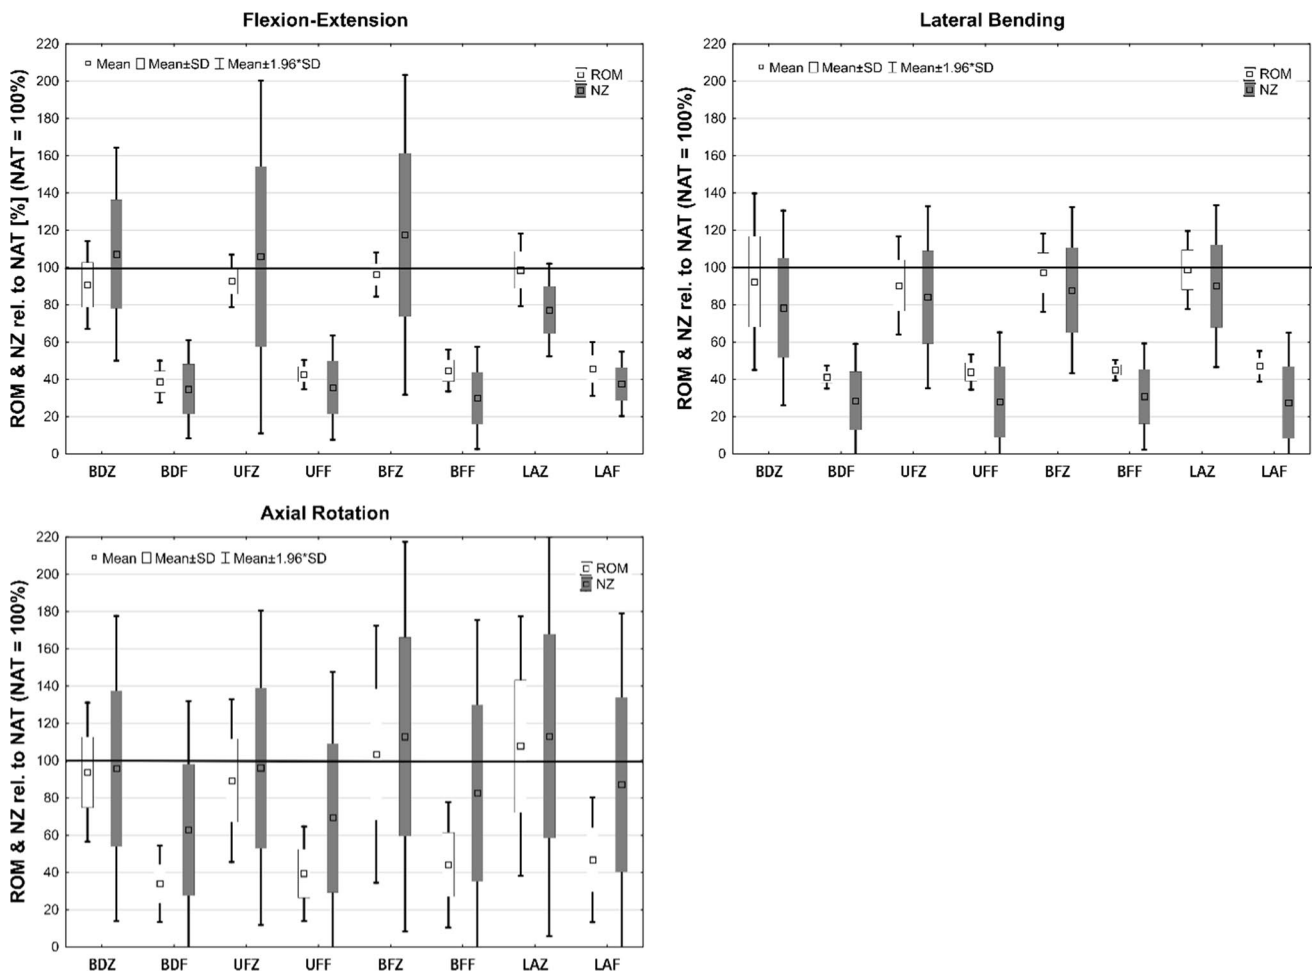 Flexion-Extension
ROM & NZ rel. to NAT [%] (NAT = 100%)
Mean Mean±SD Mean±1.96*SD
ROM
NZ
220
200
180
160
140
120
100
80
60
40
20
0
BDZ BDF UFZ UFF BFZ BFF LAZ LAF
Lateral Bending
ROM & NZ rel. to NAT (NAT = 100%)
Mean Mean±SD Mean±1.96*SD
ROM
NZ
220
200
180
160
140
120
100
80
60
40
20
0
BDZ BDF UFZ UFF BFZ BFF LAZ LAF
Axial Rotation
ROM & NZ rel. to NAT (NAT = 100%)
Mean Mean±SD Mean±1.96*SD
ROM
NZ
220
200
180
160
140
120
100
80
60
40
20
0
BDZ BDF UFZ UFF BFZ BFF LAZ LAF